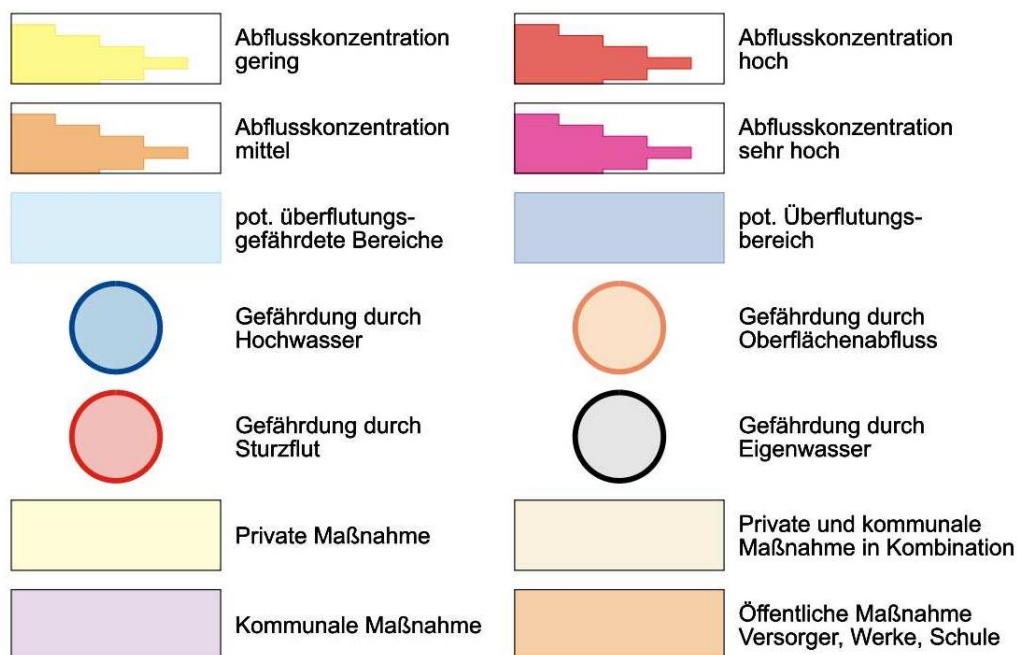 Abflusskonzentration
gering
Abflusskonzentration
hoch
Abflusskonzentration
mittel
Abflusskonzentration
sehr hoch
pot. überflutungs-
gefährdete Bereiche
pot. Überflutungs-
bereich
Gefährdung durch
Hochwasser
Gefährdung durch
Oberflächenabfluss
Gefährdung durch
Sturzflut
Gefährdung durch
Eigenwasser
Private Maßnahme
Private und kommunale
Maßnahme in Kombination
Kommunale Maßnahme
Öffentliche Maßnahme
Versorger, Werke, Schule